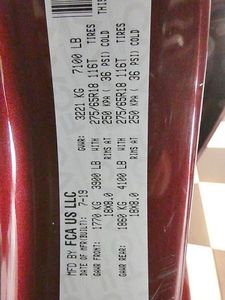 MFD BY FCA US LLC
DATE OF MFR(BUILT): 7-19 GVWR: 3221 KG 7100 LB
GAWR FRONT: 1770 KG 3900 LB WITH 275/65R18 116T TIRES
18X8.0 RIMS AT 250 KPA ( 36 PSI) COLD
GAWR REAR: 1860 KG 4100 LB WITH 275/65R18 116T TIRES
18X8.0 RIMS AT 250 KPA ( 36 PSI) COLD
THIS